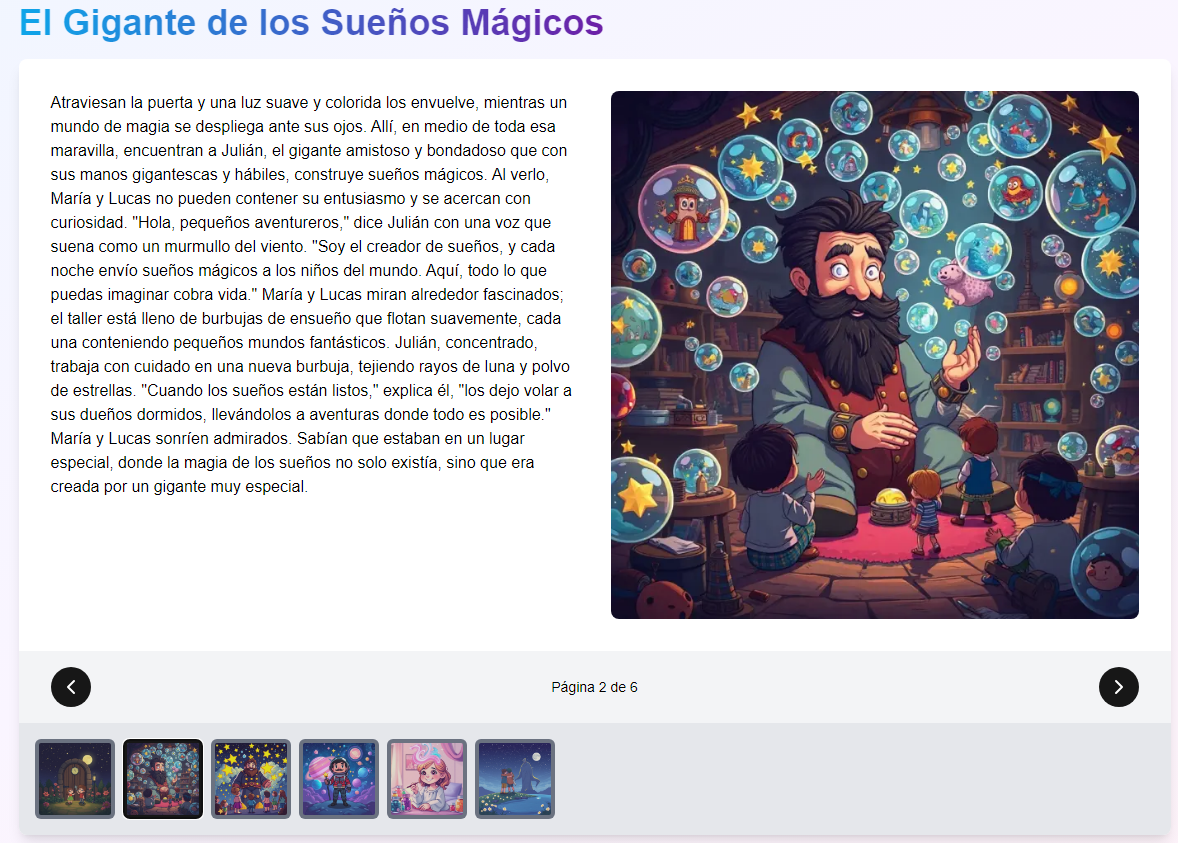 El Gigante de los Sueños Mágicos
Atraviesan la puerta y una luz suave y colorida los envuelve, mientras un
mundo de magia se despliega ante sus ojos. Allí, en medio de toda esa
maravilla, encuentran a Julián, el gigante amistoso y bondadoso que con
sus manos gigantescas y hábiles, construye sueños mágicos. Al verlo,
María y Lucas no pueden contener su entusiasmo y se acercan con
curiosidad. "Hola, pequeños aventureros," dice Julián con una voz que
suena como un murmullo del viento. "Soy el creador de sueños, y cada
noche envío sueños mágicos a los niños del mundo. Aquí, todo lo que
puedas imaginar cobra vida." María y Lucas miran alrededor fascinados;
el taller está lleno de burbujas de ensueño que flotan suavemente, cada
una conteniendo pequeños mundos fantásticos. Julián, concentrado,
trabaja con cuidado en una nueva burbuja, tejiendo rayos de luna y polvo
de estrellas. "Cuando los sueños están listos," explica él, "los dejo volar a
sus dueños dormidos, llevándolos a aventuras donde todo es posible."
María y Lucas sonríen admirados. Sabían que estaban en un lugar
especial, donde la magia de los sueños no solo existía, sino que era
creada por un gigante muy especial.
Página 2 de 6